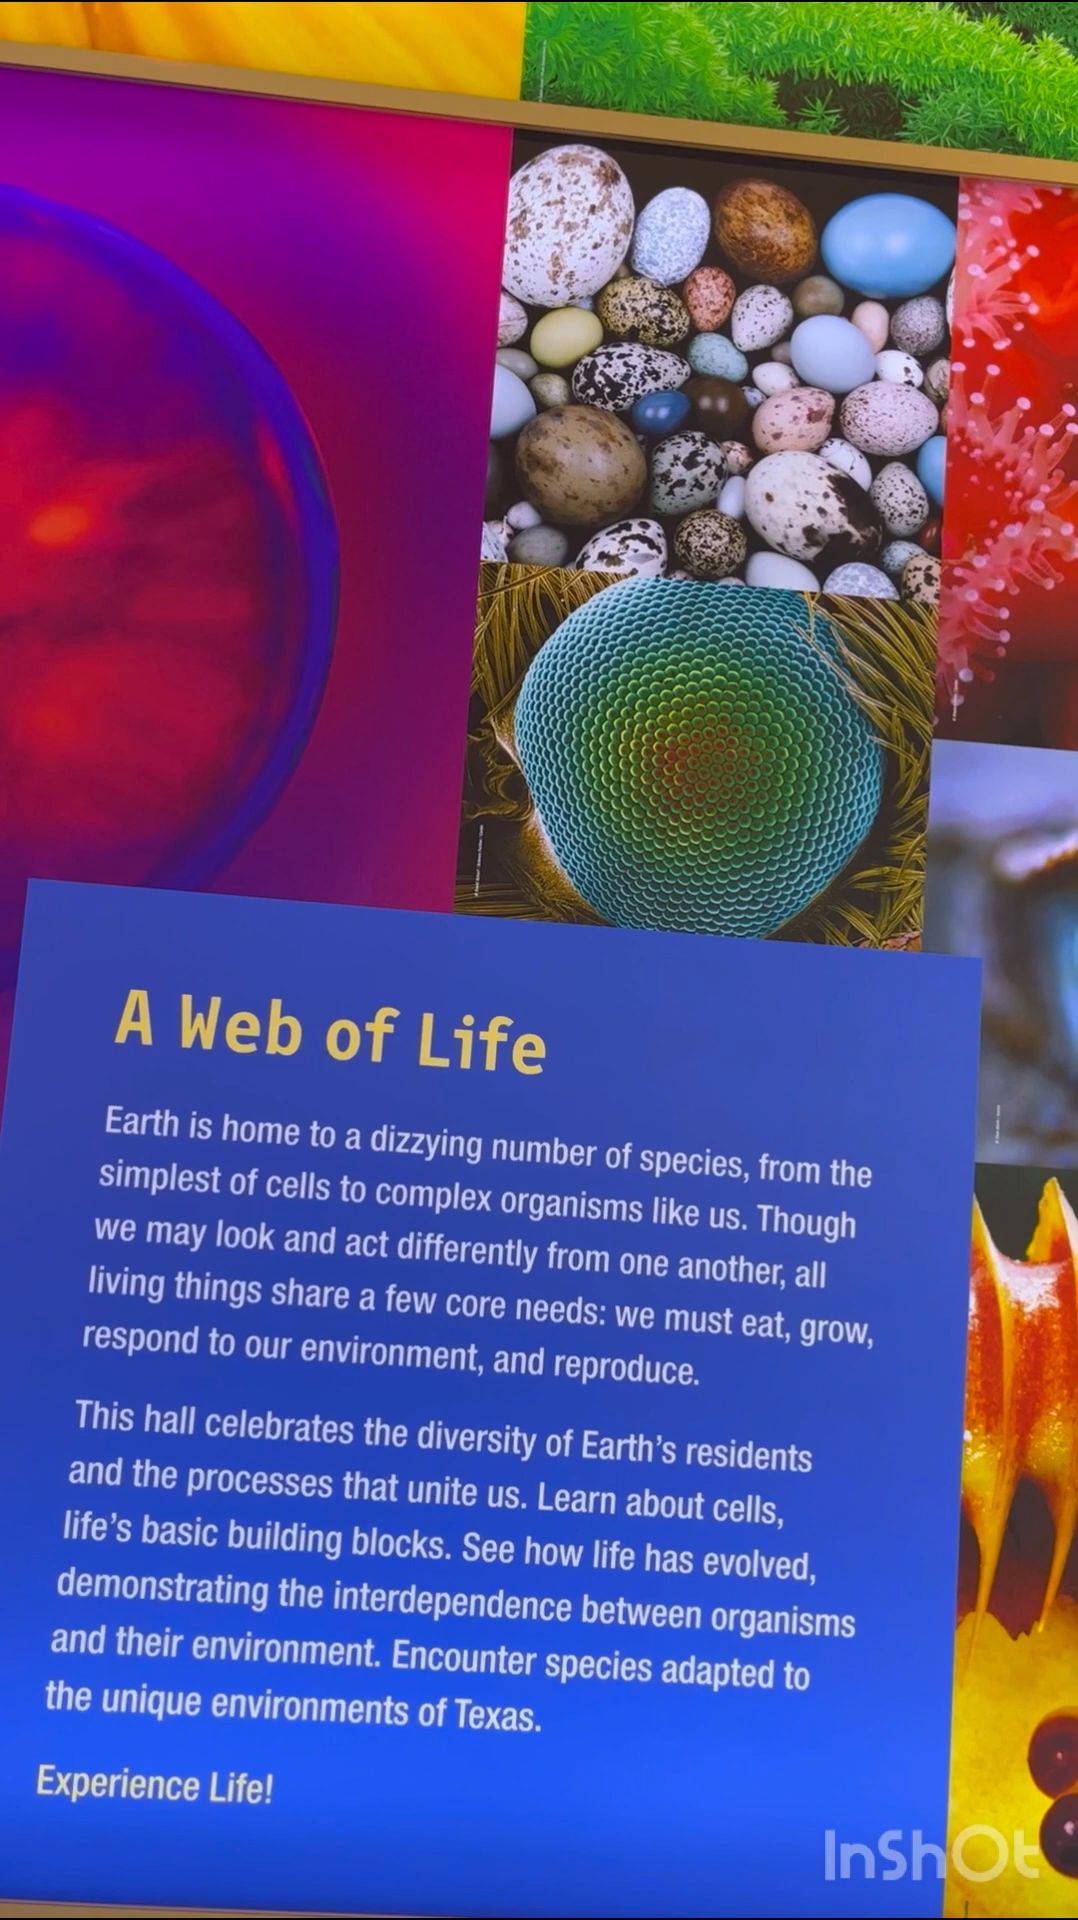 A Web of Life
Earth is home to a dizzying number of species, from the
simplest of cells to complex organisms like us. Though
we may look and act differently from one another, all
living things share a few core needs: we must eat, grow,
respond to our environment, and reproduce.
This hall celebrates the diversity of Earth's residents
and the processes that unite us. Learn about cells,
life's basic building blocks. See how life has evolved,
demonstrating the interdependence between organisms
and their environment. Encounter species adapted to
the unique environments of Texas.
Experience Life!
InShOt